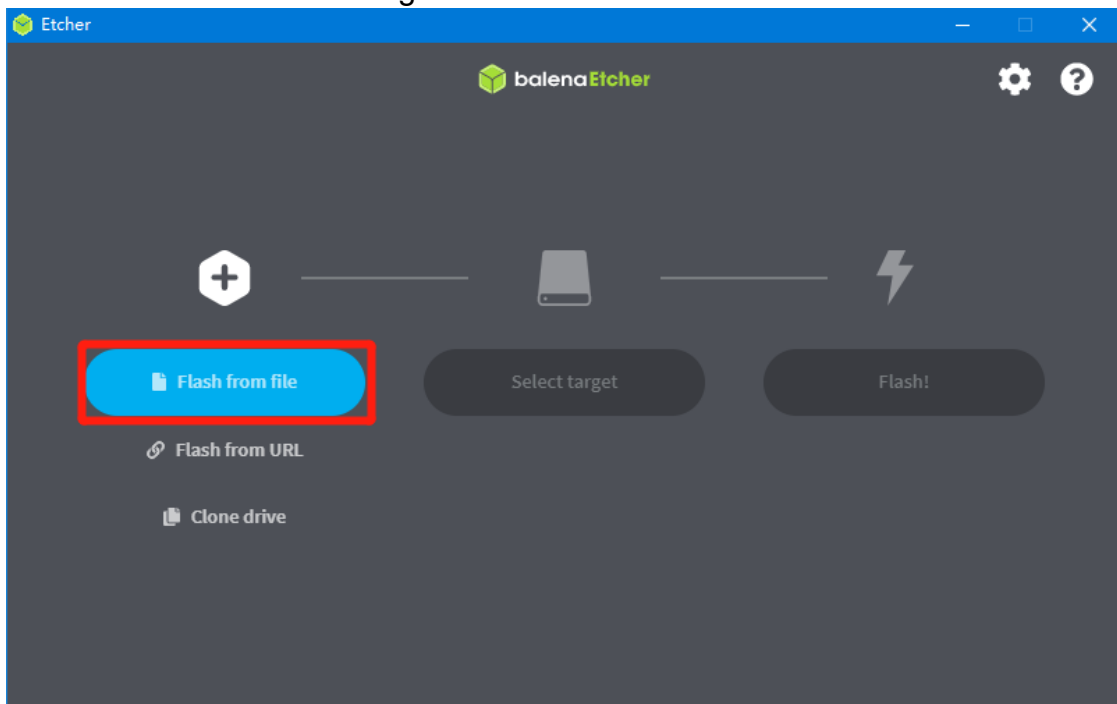 Etcher
balenaEtcher
Flash from file
Select target
Flash!
Flash from URL
Clone drive